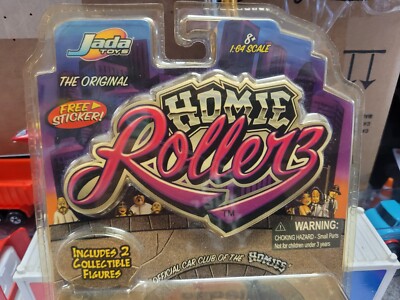 Jada
TOYS
8+
1:64 SCALE
THE ORIGINAL
FREE
STICKER!
HOMIE
Rollerz
TM
WARNING:
CHOKING HAZARD - Small Parts
Not for children under 3 years
INCLUDES 2
COLLECTIBLE
FIGURES
OFFICIAL CAR CLUB OF THE HOMIES